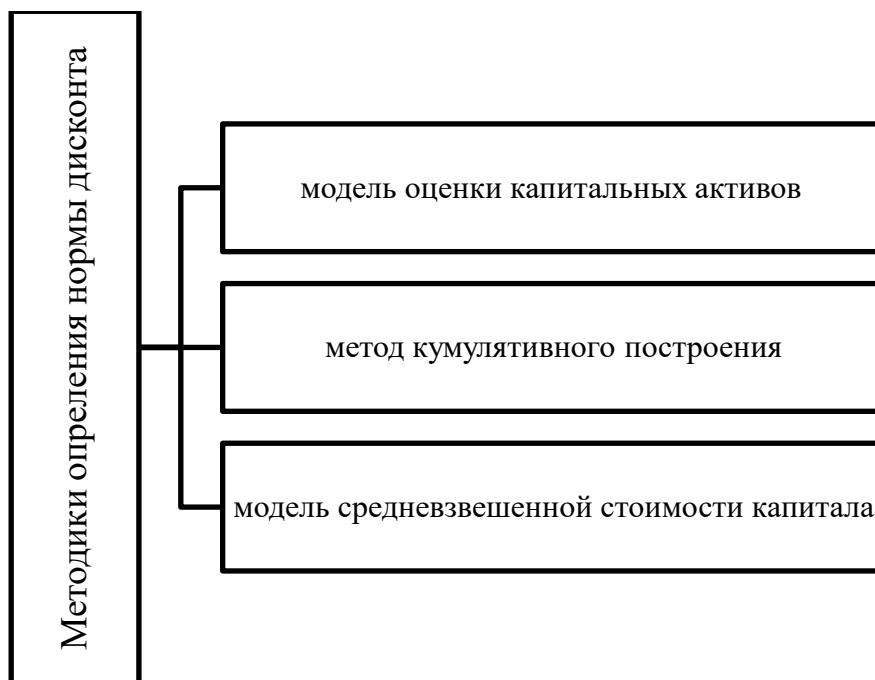 Методики опреления нормы дисконта
модель оценки капитальных активов
метод кумулятивного построения
модель средневзвешенной стоимости капитала